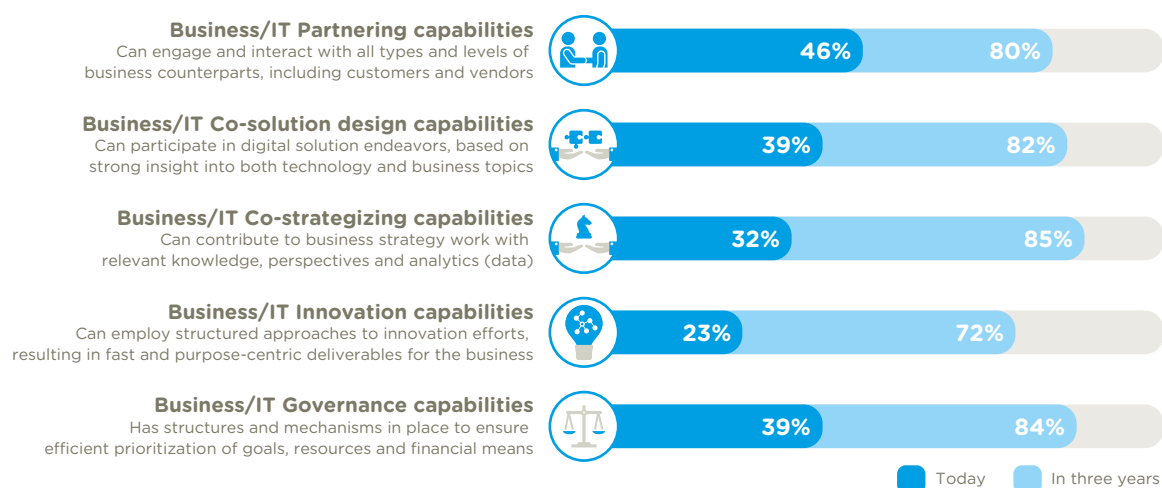 Business/IT Partnering capabilities
Can engage and interact with all types and levels of
business counterparts, including customers and vendors
46%
80%
Business/IT Co-solution design capabilities
Can participate in digital solution endeavors, based on
strong insight into both technology and business topics
39%
82%
Business/IT Co-strategizing capabilities
Can contribute to business strategy work with
relevant knowledge, perspectives and analytics (data)
32%
85%
Business/IT Innovation capabilities
Can employ structured approaches to innovation efforts,
resulting in fast and purpose-centric deliverables for the business
23%
72%
Business/IT Governance capabilities
Has structures and mechanisms in place to ensure
efficient prioritization of goals, resources and financial means
39%
84%
Today
In three years